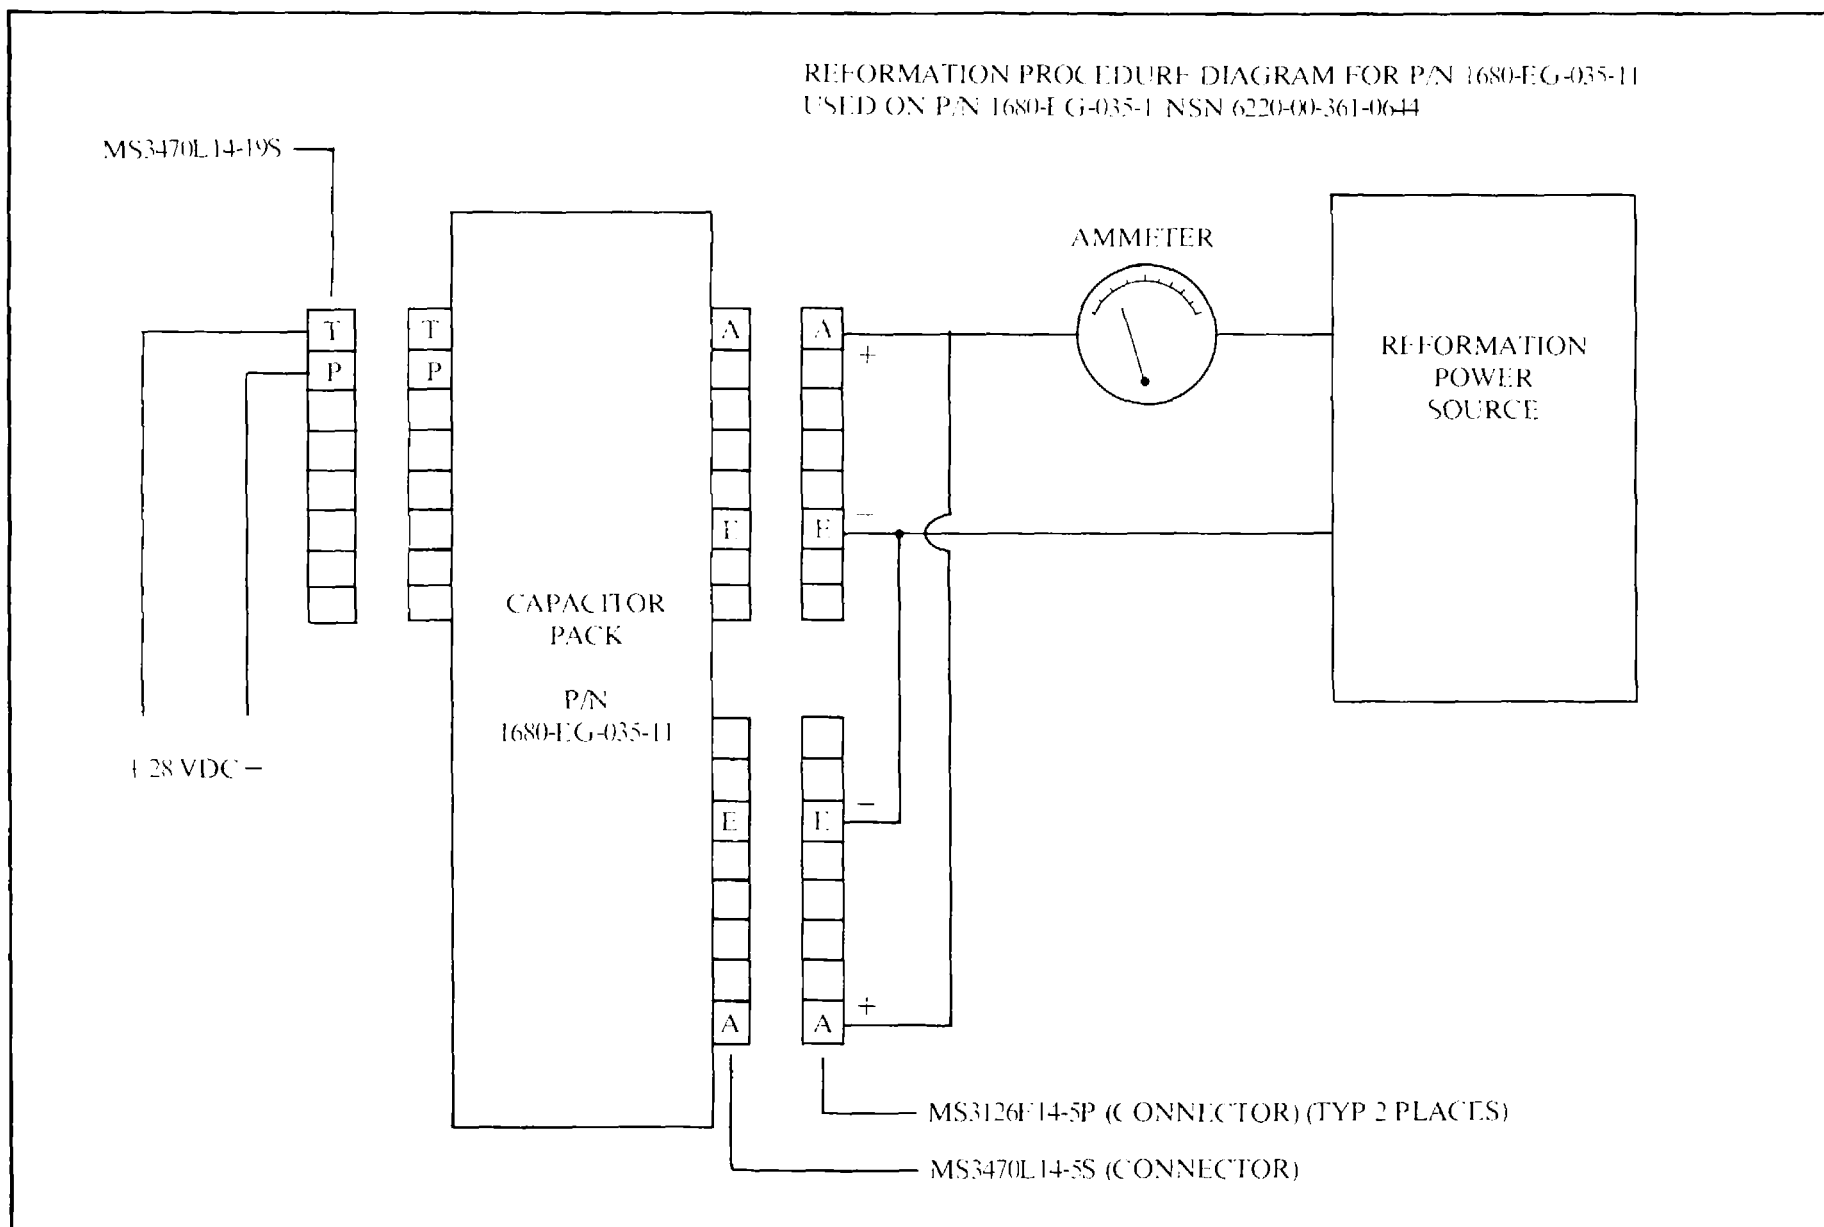 REFORMATION PROCEDURE DIAGRAM FOR P/N 1680-EG-035-11
USED ON P/N 1680-EG-035-1 NSN 6220-00-361-0644
MS3470L14-19S
AMMETER
T
P
T
P
A
E
A
+
−
E
REFORMATION
POWER
SOURCE
CAPACITOR
PACK
P/N
1680-EG-035-11
+ 28 VDC −
E
A
−
E
+
A
MS3126F14-5P (CONNECTOR) (TYP 2 PLACES)
MS3470L14-5S (CONNECTOR)